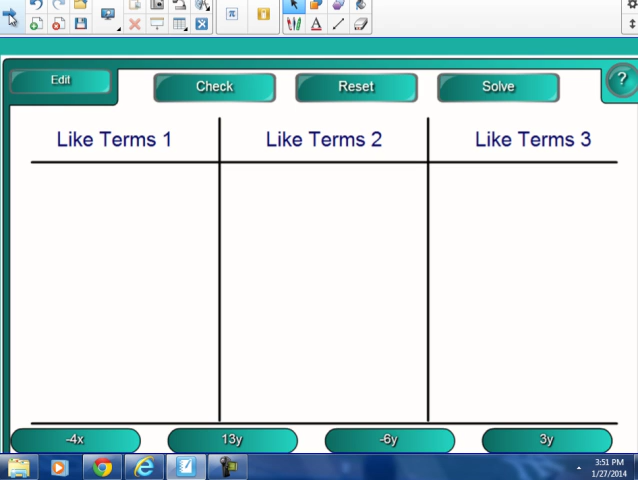 Edit
Check Reset Solve ?
Like Terms 1 Like Terms 2 Like Terms 3
-4x 13y -6y 3y
3:51 PM
1/27/2014